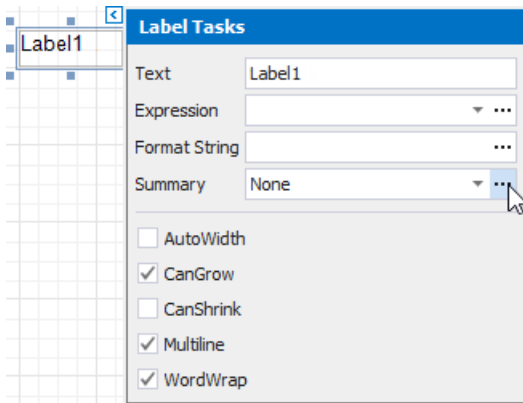 Label1
Label Tasks
Text Label1
Expression
Format String
Summary None
AutoWidth
CanGrow
CanShrink
Multiline
WordWrap